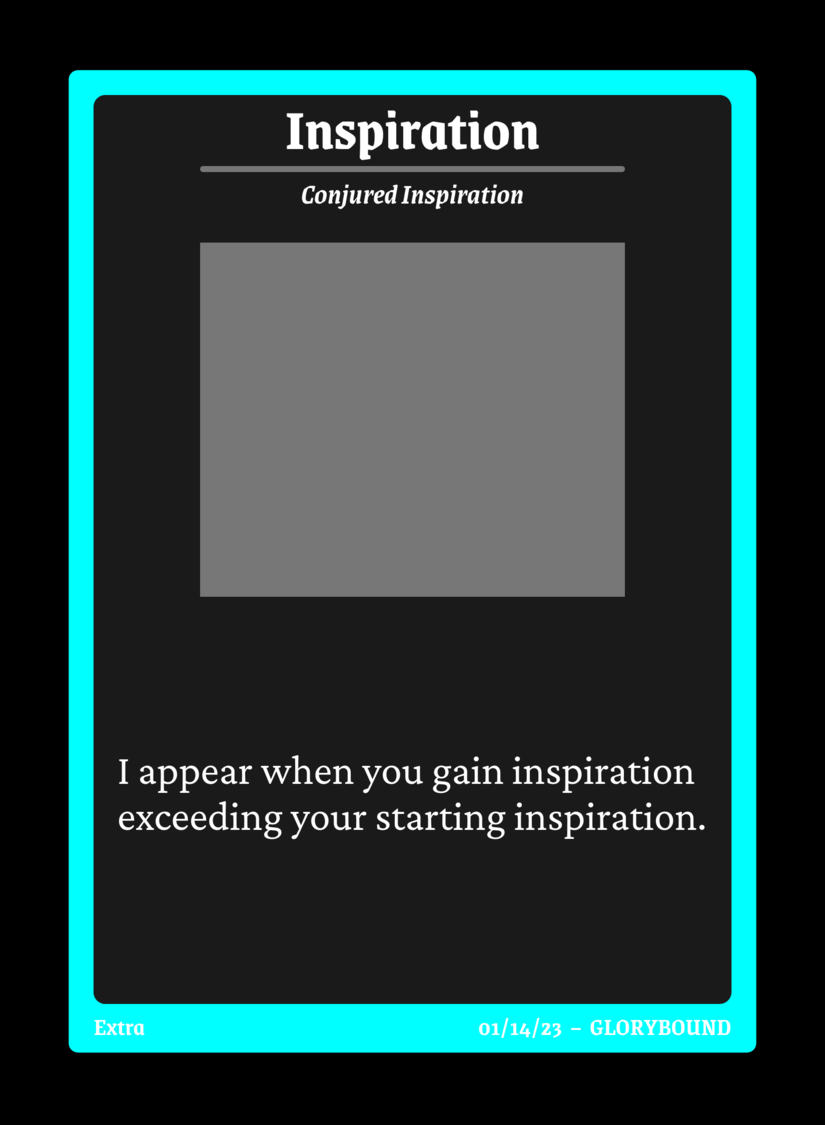 Inspiration
Conjured Inspiration
I appear when you gain inspiration
exceeding your starting inspiration.
Extra
01/14/23 – GLORYBOUND